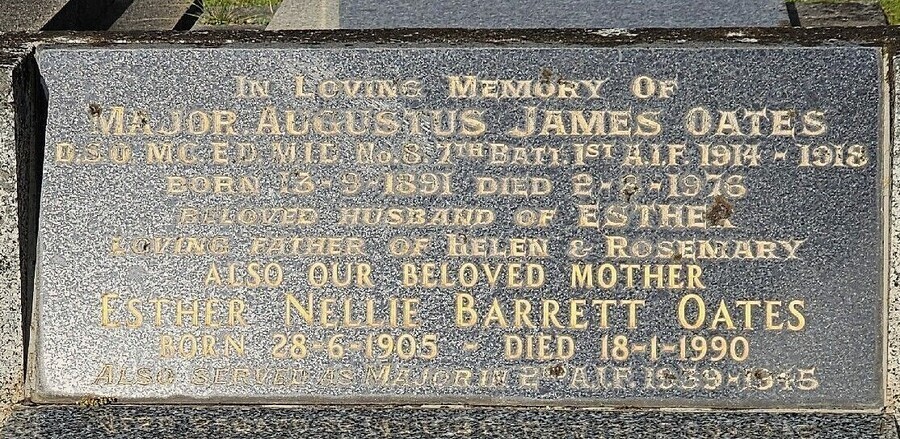 In Loving Memory Of
Major Augustus James Oates
D.S.O M.C. E.D. M.I.D. No.8. 7TH Batt. 1ST A.I.F. 1914 - 1918
Born 13-9-1891 Died - -1976
Beloved Husband of Esther
Loving Father of Helen & Rosemary
Also our beloved mother
Esther Nellie Barrett Oates
Born 28-6-1905 - Died 18-1-1990
Also served as Major in 2ND A.I.F. 1939-1945